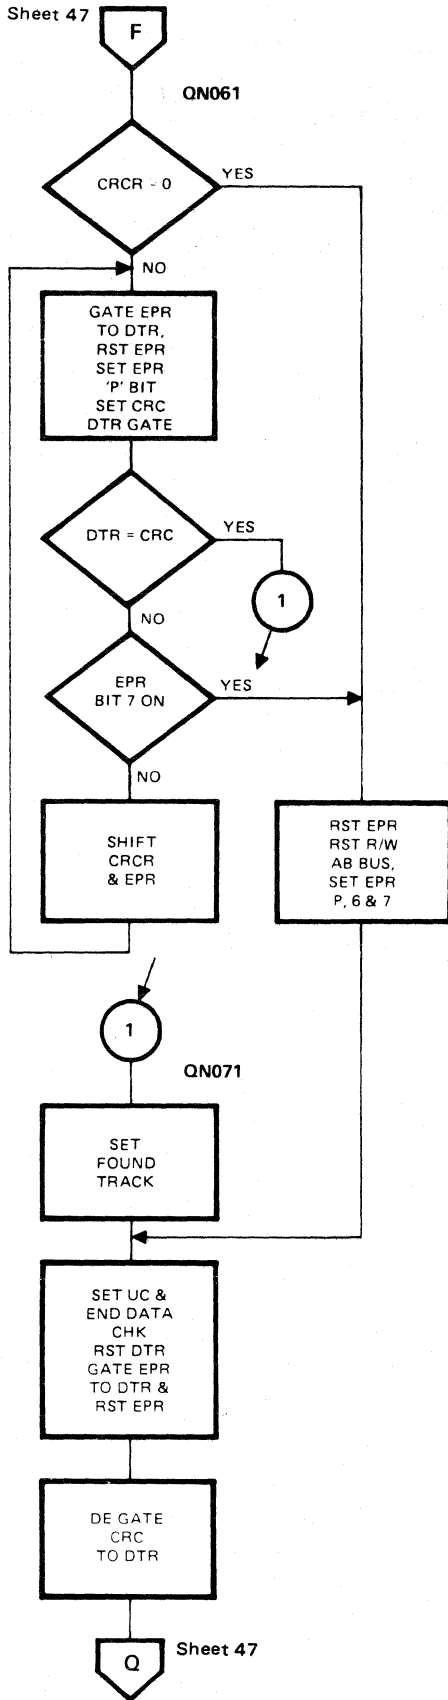 Sheet 47
F
QN061
CRCR - 0
YES
NO
GATE EPR
TO DTR,
RST EPR
SET EPR
'P' BIT
SET CRC
DTR GATE
DTR = CRC
YES
1
NO
EPR
BIT 7 ON
YES
NO
SHIFT
CRCR
& EPR
RST EPR
RST R/W
AB BUS,
SET EPR
P, 6 & 7
1
QN071
SET
FOUND
TRACK
SET UC &
END DATA
CHK
RST DTR
GATE EPR
TO DTR &
RST EPR
DE GATE
CRC
TO DTR
Q
Sheet 47